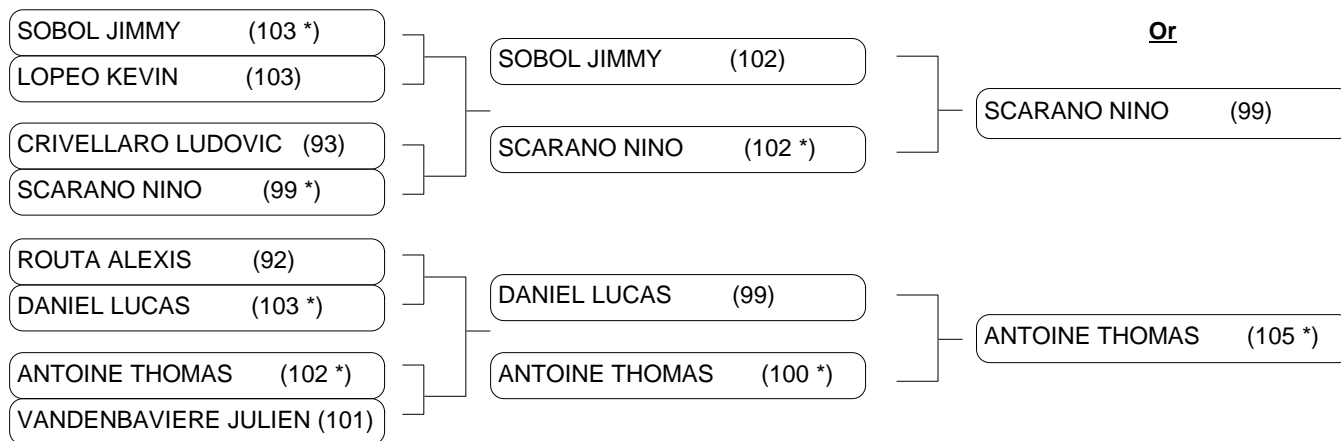 SOBOL JIMMY (103 *)
LOPEO KEVIN (103)
CRIVELLARO LUDOVIC (93)
SCARANO NINO (99 *)
ROUTA ALEXIS (92)
DANIEL LUCAS (103 *)
ANTOINE THOMAS (102 *)
VANDENBAVIERE JULIEN (101)
SOBOL JIMMY (102)
SCARANO NINO (102 *)
DANIEL LUCAS (99)
ANTOINE THOMAS (100 *)
Or
SCARANO NINO (99)
ANTOINE THOMAS (105 *)